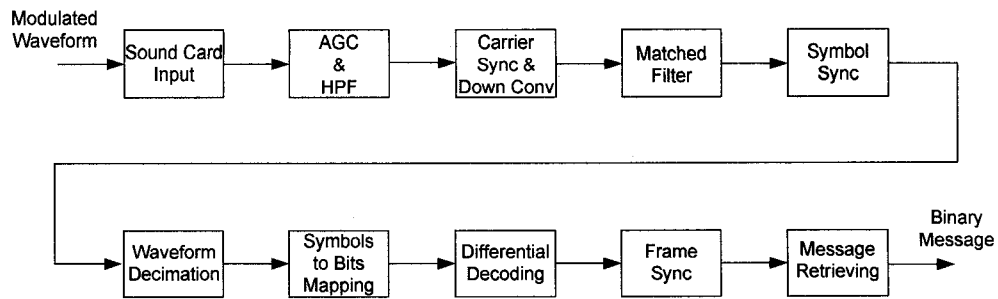 Modulated
Waveform
Sound Card
Input
AGC
&
HPF
Carrier
Sync &
Down Conv
Matched
Filter
Symbol
Sync
Waveform
Decimation
Symbols
to Bits
Mapping
Differential
Decoding
Frame
Sync
Message
Retrieving
Binary
Message